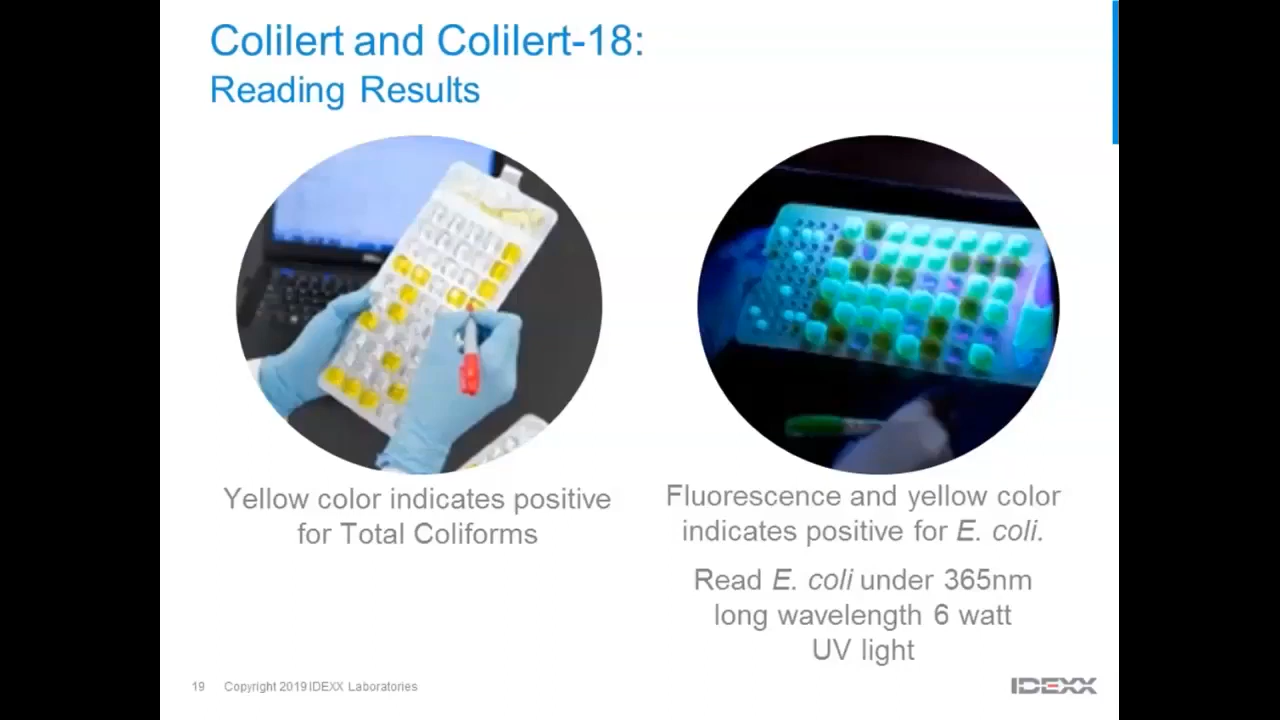 Colilert and Colilert-18:
Reading Results
Yellow color indicates positive
for Total Coliforms
Fluorescence and yellow color
indicates positive for E. coli.
Read E. coli under 365nm
long wavelength 6 watt
UV light
19 Copyright 2019 IDEXX Laboratories
IDEXX